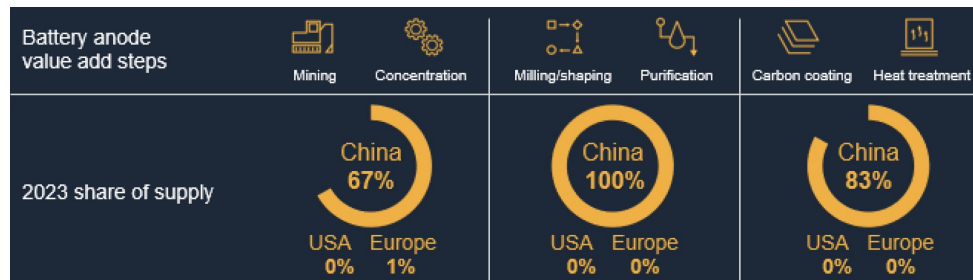 Battery anode
value add steps
Mining
Concentration
Milling/shaping
Purification
Carbon coating
Heat treatment
2023 share of supply
China
67%
USA Europe
0% 1%
China
100%
USA Europe
0% 0%
China
83%
USA Europe
0% 0%